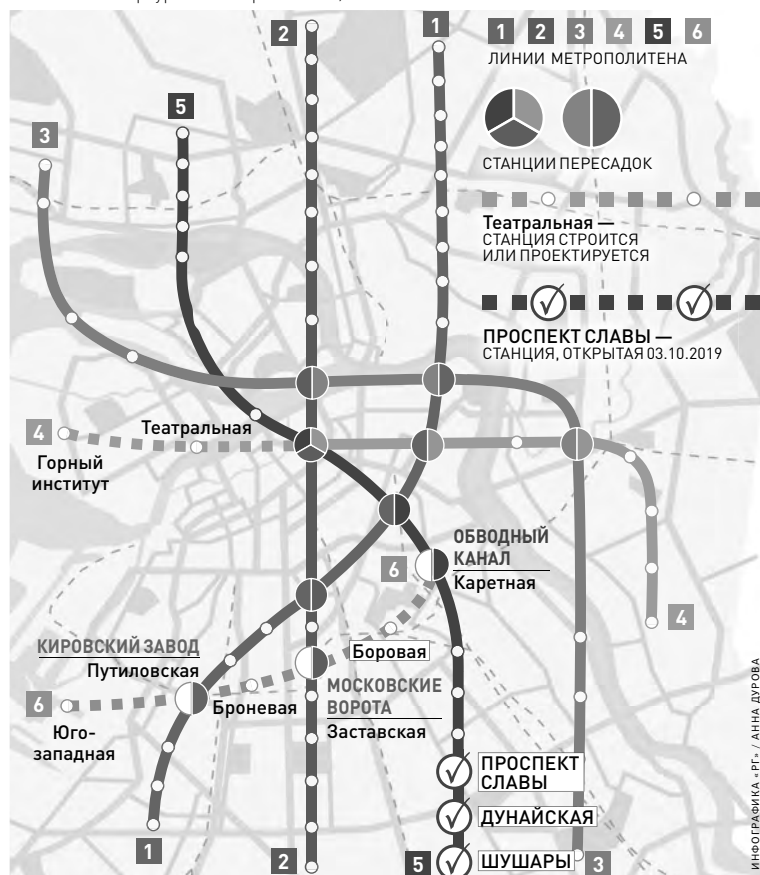 2
1
1 2 3 4 5 6
ЛИНИИ МЕТРОПОЛИТЕНА
5
3
СТАНЦИИ ПЕРЕСАДОК
Театральная —
СТАНЦИЯ СТРОИТСЯ
ИЛИ ПРОЕКТИРУЕТСЯ
ПРОСПЕКТ СЛАВЫ —
СТАНЦИЯ, ОТКРЫТАЯ 03.10.2019
4
Театральная
Горный
институт
ОБВОДНЫЙ
КАНАЛ
6
Каретная
4
КИРОВСКИЙ ЗАВОД
Путиловская
Боровая
6
Юго-
западная
Броневая
МОСКОВСКИЕ
ВОРОТА
Заставская
ПРОСПЕКТ
СЛАВЫ
ДУНАЙСКАЯ
ШУШАРЫ
1
2
5
3
ИНФОГРАФИКА «РГ» / АННА ДУРОВА